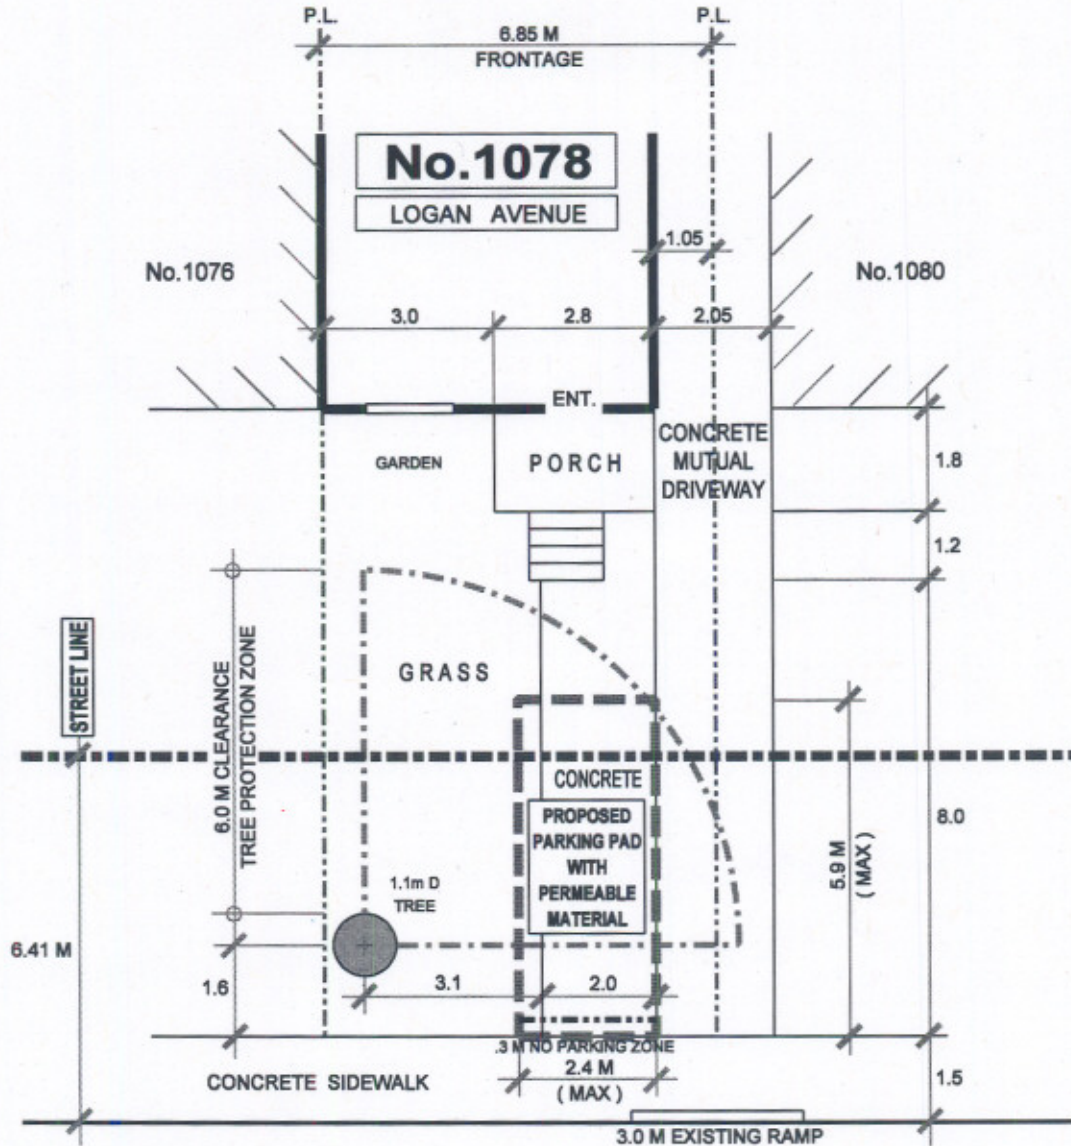 P.L.
P.L.
6.85 M
FRONTAGE
No.1078
LOGAN AVENUE
1.05
No.1076
No.1080
3.0
2.8
2.05
ENT.
CONCRETE
MUTUAL
DRIVEWAY
GARDEN
PORCH
1.8
1.2
STREET LINE
6.0 M CLEARANCE
TREE PROTECTION ZONE
GRASS
CONCRETE
PROPOSED
PARKING PAD
WITH
PERMEABLE
MATERIAL
8.0
5.9 M
( MAX )
1.1m D
TREE
6.41 M
1.6
3.1
2.0
.3 M NO PARKING ZONE
2.4 M
( MAX )
CONCRETE SIDEWALK
1.5
3.0 M EXISTING RAMP